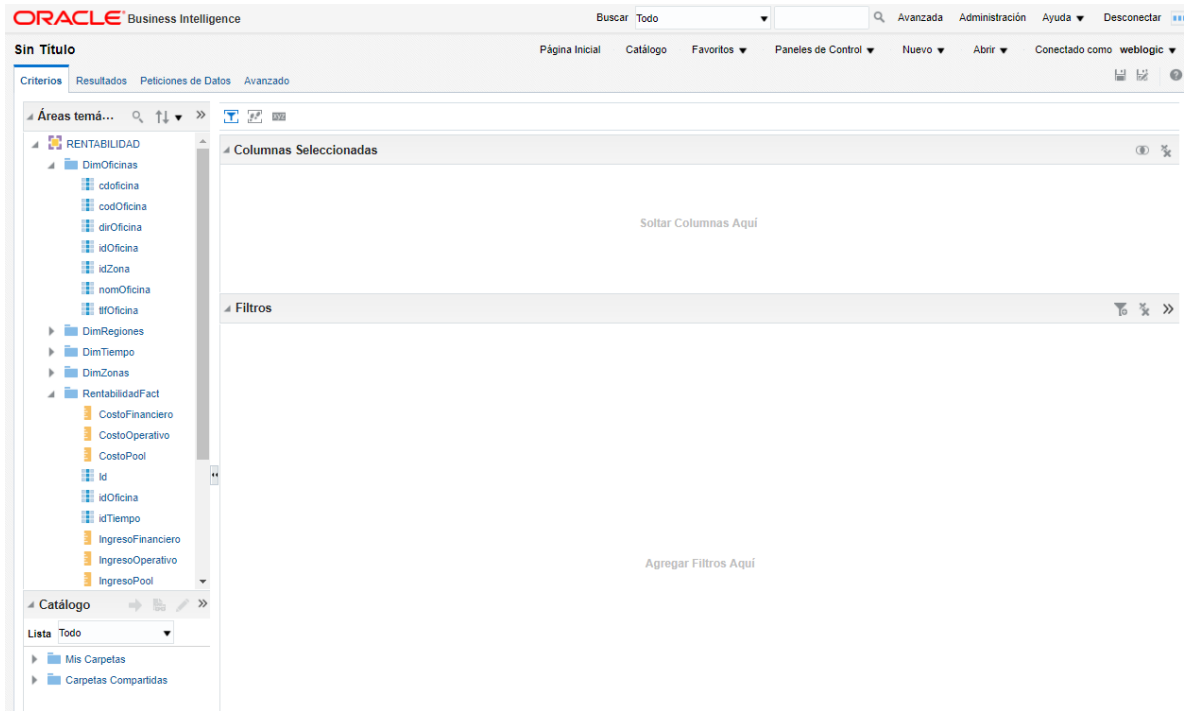 ORACLE Business Intelligence
Buscar Todo Avanzada Administración Ayuda Desconectar
Sin Título
Página Inicial Catálogo Favoritos Paneles de Control Nuevo Abrir Conectado como weblogic
Criterios Resultados Peticiones de Datos Avanzado
Áreas temá...
RENTABILIDAD
DimOficinas
cdoficina
codOficina
dirOficina
idOficina
idZona
nomOficina
tlfOficina
DimRegiones
DimTiempo
DimZonas
RentabilidadFact
CostoFinanciero
CostoOperativo
CostoPool
Id
idOficina
idTiempo
IngresoFinanciero
IngresoOperativo
IngresoPool
Catálogo
Lista Todo
Mis Carpetas
Carpetas Compartidas
Columnas Seleccionadas
Soltar Columnas Aquí
Filtros
Agregar Filtros Aquí